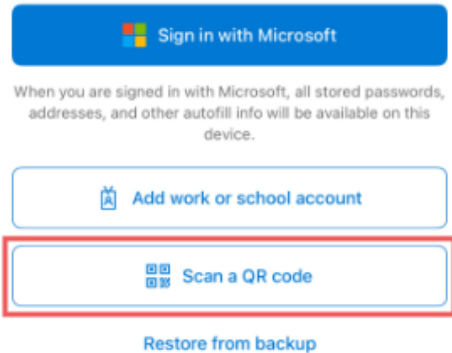 Sign in with Microsoft
When you are signed in with Microsoft, all stored passwords,
addresses, and other autofill info will be available on this
device.
Add work or school account
Scan a QR code
Restore from backup